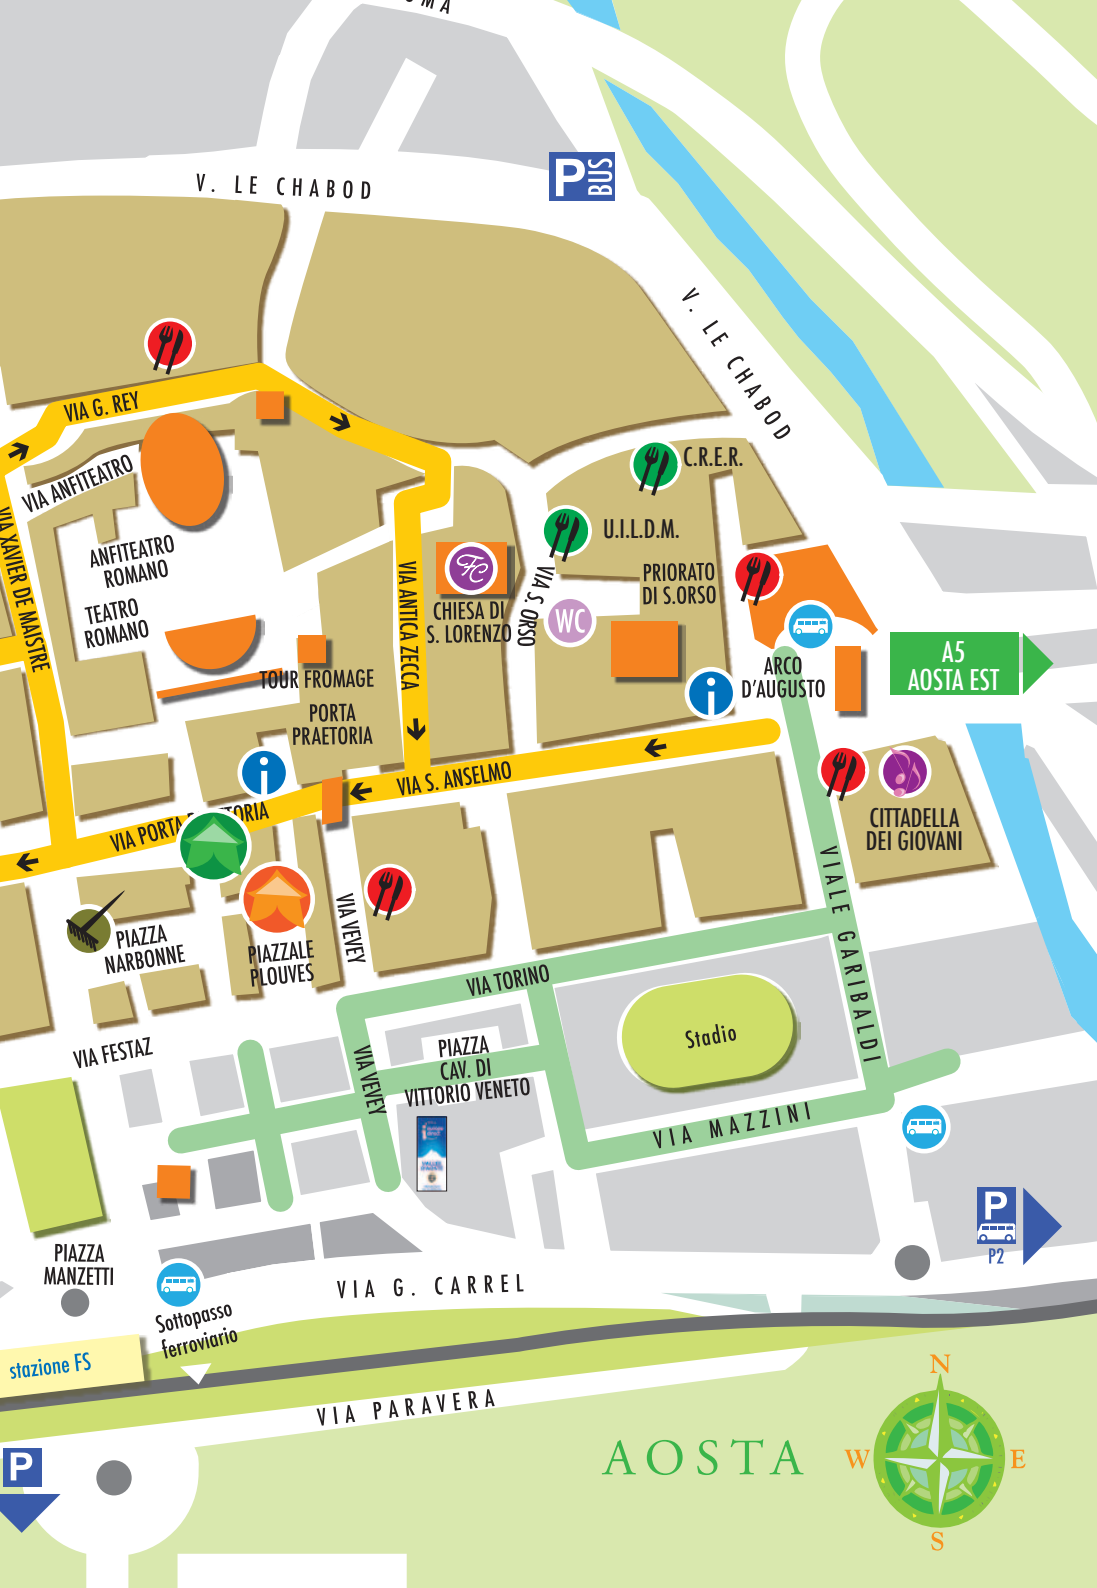 V. LE CHABOD
P BUS
V. LE CHABOD
VIA G. REY
VIA ANFITEATRO
C.R.E.R.
VIA XAVIER DE MAISTRE
ANFITEATRO
ROMANO
U.I.L.D.M.
TEATRO
ROMANO
VIA ANTICA ZECCA
FC
CHIESA DI
S. LORENZO
VIA S. ORSO
WC
PRIORATO
DI S.ORSO
TOUR FROMAGE
ARCO
D'AUGUSTO
A5
AOSTA EST
i
PORTA
PRAETORIA
i
VIA S. ANSELMO
CITTADELLA
DEI GIOVANI
VIALE GARIBALDI
PIAZZA
NARBONNE
PIAZZALE
PLOUVES
VIA VEVEY
VIA TORINO
Stadio
VIA FESTAZ
VIA VEVEY
PIAZZA
CAV. DI
VITTORIO VENETO
VIA MAZZINI
P
P2
PIAZZA
MANZETTI
VIA G. CARREL
Sottopasso
ferroviario
stazione FS
VIA PARAVERA
P
AOSTA
N
W
E
S